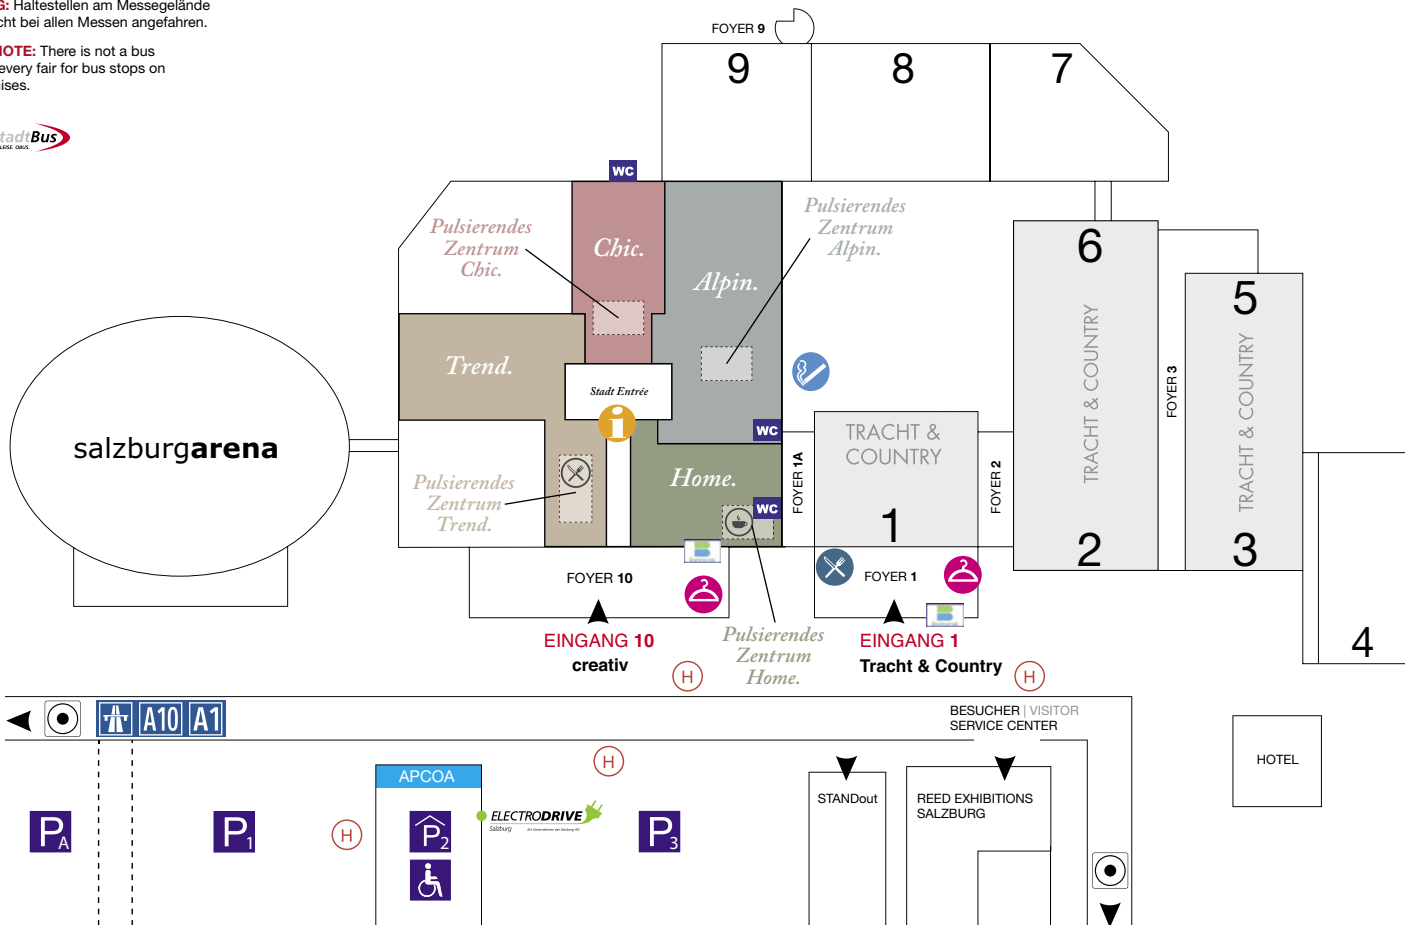 G: Haltestellen am Messegelände
cht bei allen Messen angefahren.
NOTE: There is not a bus
every fair for bus stops on
ises.
tadtBus
FOYER 9
9
8
7
WC
Pulsierendes
Zentrum
Chic.
Chic.
Alpin.
Pulsierendes
Zentrum
Alpin.
6
5
TRACHT & COUNTRY
TRACHT & COUNTRY
FOYER 3
Trend.
Stadt Entrée
i
salzburgarena
WC
TRACHT &
COUNTRY
FOYER 1A
FOYER 2
Home.
Pulsierendes
Zentrum
Trend.
WC
1
2
3
B
FOYER 10
FOYER 1
B
EINGANG 10
creativ
Pulsierendes
Zentrum
Home.
EINGANG 1
Tracht & Country
4
H
H
A10
A1
BESUCHER | VISITOR
SERVICE CENTER
HOTEL
H
APCOA
STANDout
REED EXHIBITIONS
SALZBURG
PA
P1
H
P2
ELECTRODRIVE
Salzburg
P3